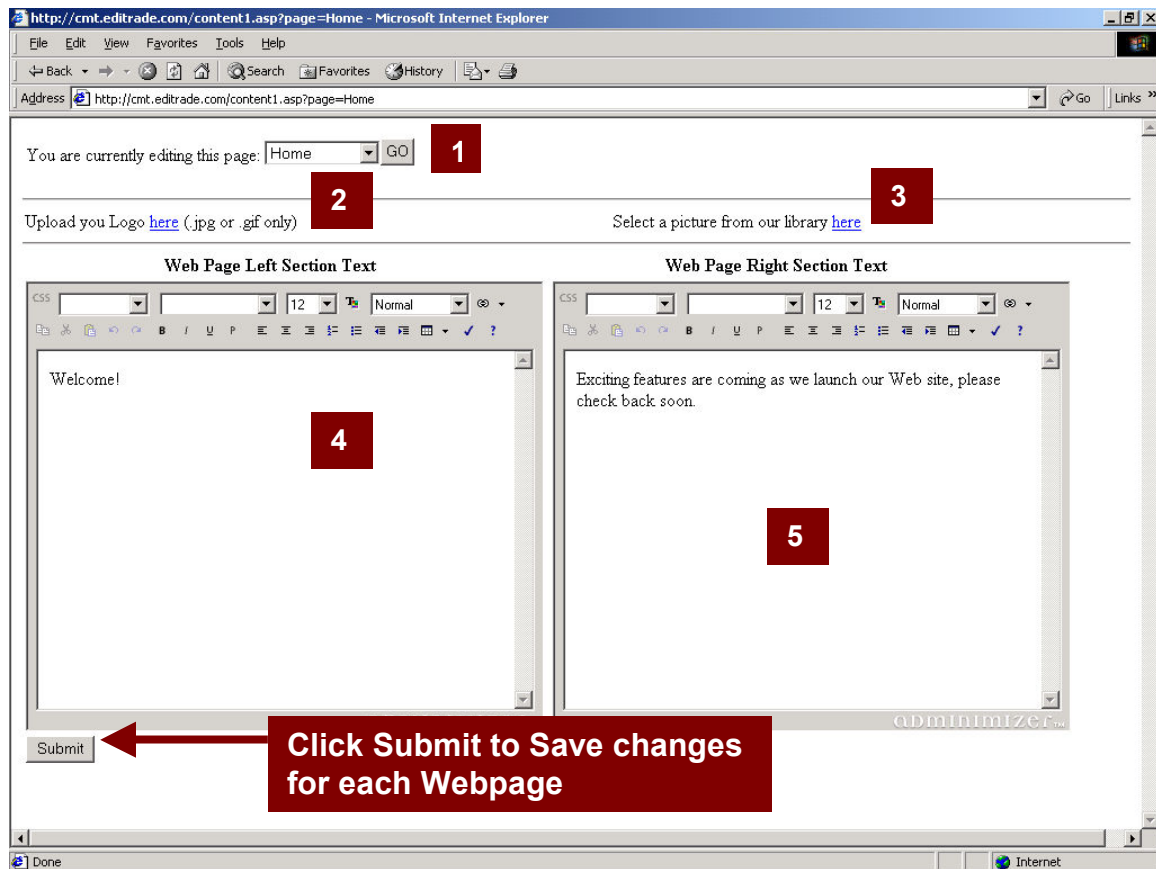 http://cmt.editrade.com/content1.asp?page=Home - Microsoft Internet Explorer
File Edit View Favorites Tools Help
Back Search Favorites History
Address http://cmt.editrade.com/content1.asp?page=Home Go Links »
You are currently editing this page: Home GO 1
2 3
Upload you Logo here (.jpg or .gif only) Select a picture from our library here
Web Page Left Section Text Web Page Right Section Text
CSS 12 Normal CSS 12 Normal
B I U P ? B I U P ?
Welcome! Exciting features are coming as we launch our Web site, please
check back soon.
4
5
adminimizer TM
Submit Click Submit to Save changes
for each Webpage
Done Internet